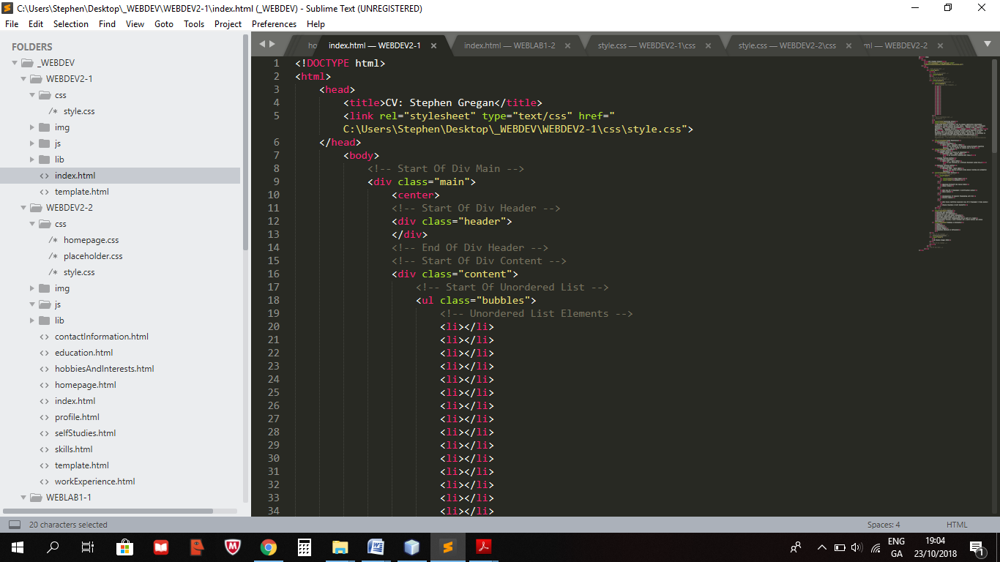 C:\Users\Stephen\Desktop\_WEBDEV\WEBDEV2-1\index.html (_WEBDEV) - Sublime Text (UNREGISTERED)
File Edit Selection Find View Goto Tools Project Preferences Help
FOLDERS
_WEBDEV
WEBDEV2-1
css
/* style.css
img
js
lib
<> index.html
<> template.html
WEBDEV2-2
css
/* homepage.css
/* placeholder.css
/* style.css
img
js
lib
<> contactInformation.html
<> education.html
<> hobbiesAndInterests.html
<> homepage.html
<> index.html
<> profile.html
<> selfStudies.html
<> skills.html
<> template.html
<> workExperience.html
WEBLAB1-1
ho index.html — WEBDEV2-1 × index.html — WEBLAB1-2 × style.css — WEBDEV2-1\css × style.css — WEBDEV2-2\css × ml — WEBDEV2-2 ×
1 <!DOCTYPE html>
2 <html>
3 <head>
4 <title>CV: Stephen Gregan</title>
5 <link rel="stylesheet" type="text/css" href="
C:\Users\Stephen\Desktop\_WEBDEV\WEBDEV2-1\css\style.css">
6 </head>
7 <body>
8 <!-- Start Of Div Main -->
9 <div class="main">
10 <center>
11 <!-- Start Of Div Header -->
12 <div class="header">
13 </div>
14 <!-- End Of Div Header -->
15 <!-- Start Of Div Content -->
16 <div class="content">
17 <!-- Start Of Unordered List -->
18 <ul class="bubbles">
19 <!-- Unordered List Elements -->
20 <li></li>
21 <li></li>
22 <li></li>
23 <li></li>
24 <li></li>
25 <li></li>
26 <li></li>
27 <li></li>
28 <li></li>
29 <li></li>
30 <li></li>
31 <li></li>
32 <li></li>
33 <li></li>
34 <li></li>
20 characters selected
Spaces: 4 HTML
ENG 19:04
GA 23/10/2018
1